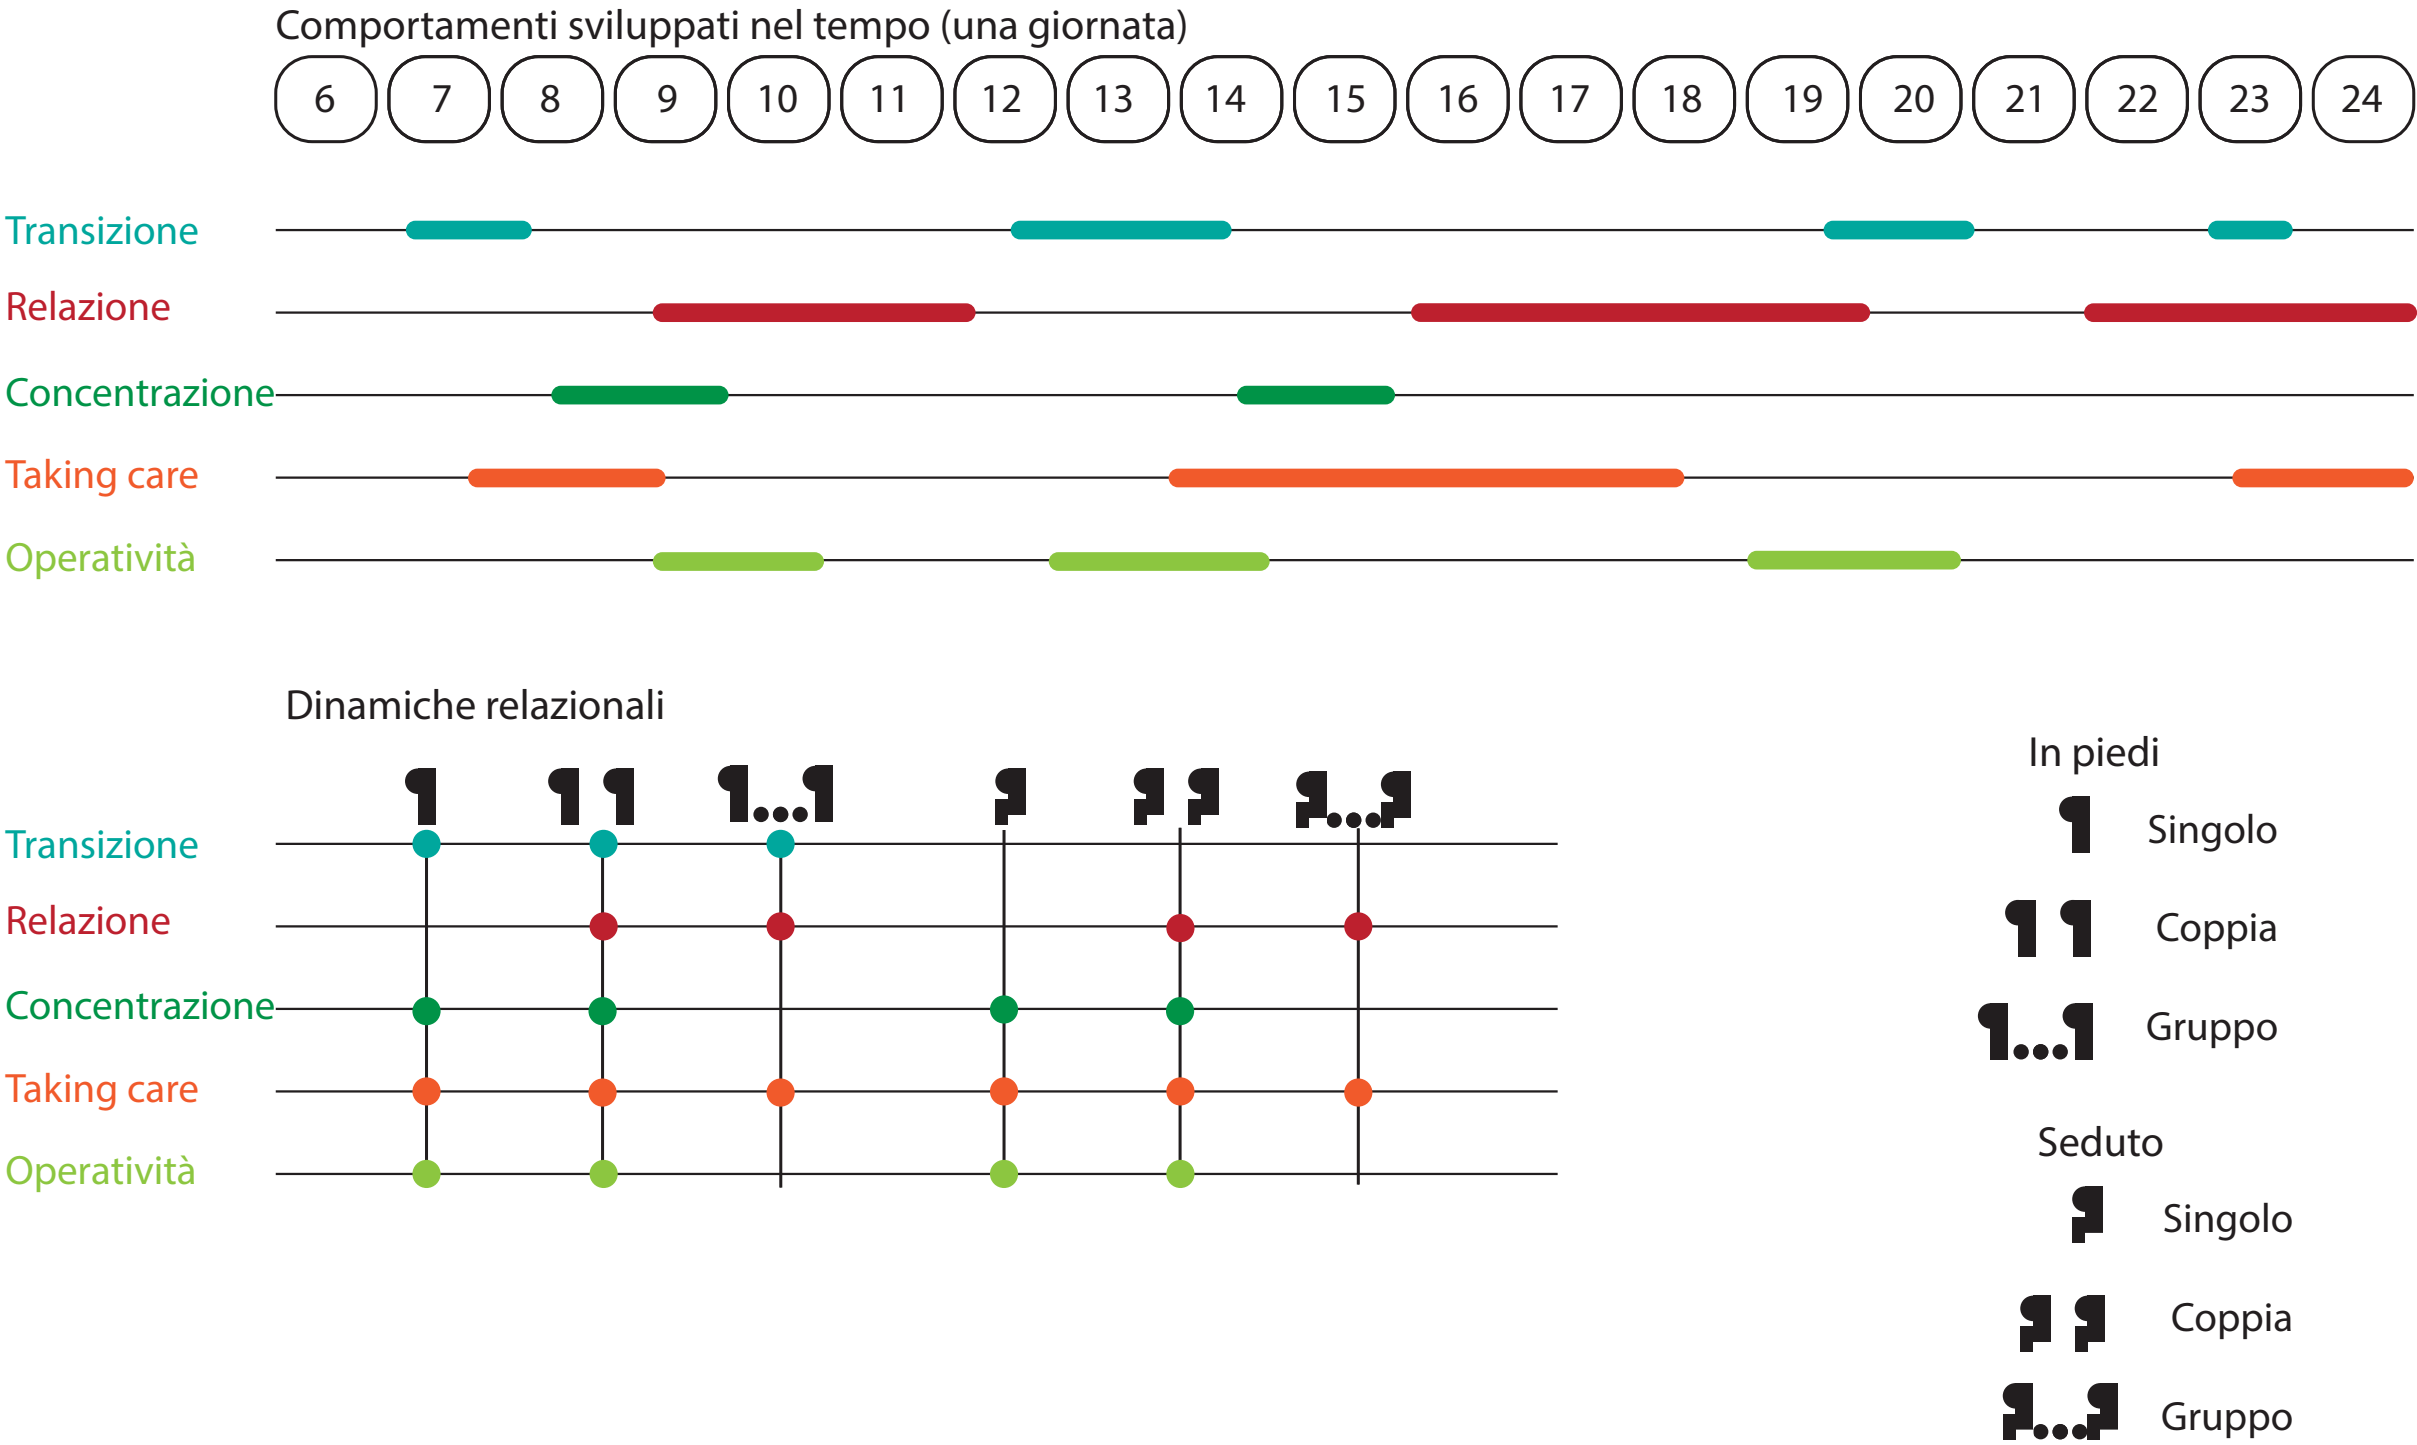 Comportamenti sviluppati nel tempo (una giornata)
6 7 8 9 10 11 12 13 14 15 16 17 18 19 20 21 22 23 24
Transizione
Relazione
Concentrazione
Taking care
Operatività
Dinamiche relazionali
Transizione
Relazione
Concentrazione
Taking care
Operatività
In piedi
Singolo
Coppia
Gruppo
Seduto
Singolo
Coppia
Gruppo